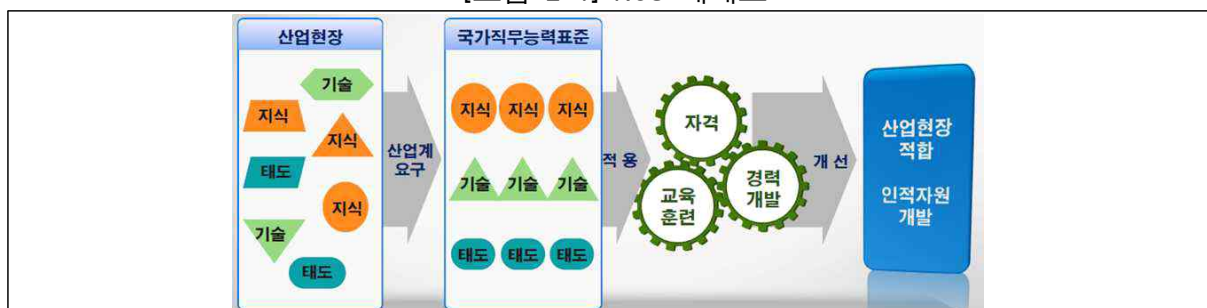 산업현장
기술
지식
지식
태도
지식
기술
태도
산업계
요구
국가직무능력표준
지식 지식 지식
기술 기술 기술
태도 태도 태도
적 용
자격
교육
훈련
경력
개발
개 선
산업현장
적합
인적자원
개발